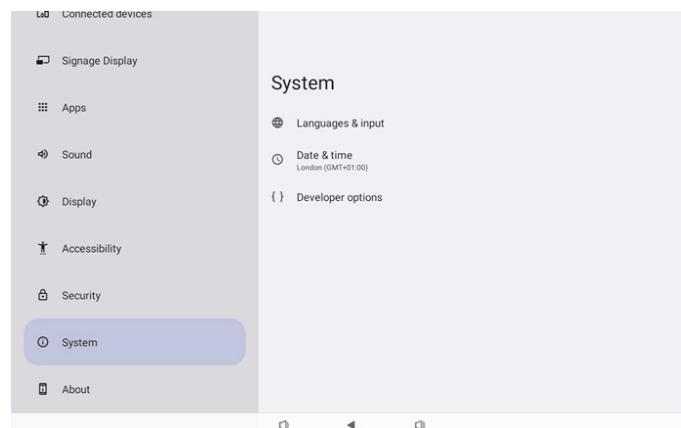 Connected devices
Signage Display
Apps
Sound
Display
Accessibility
Security
System
About
System
Languages & input
Date & time
London (GMT+01:00)
Developer options